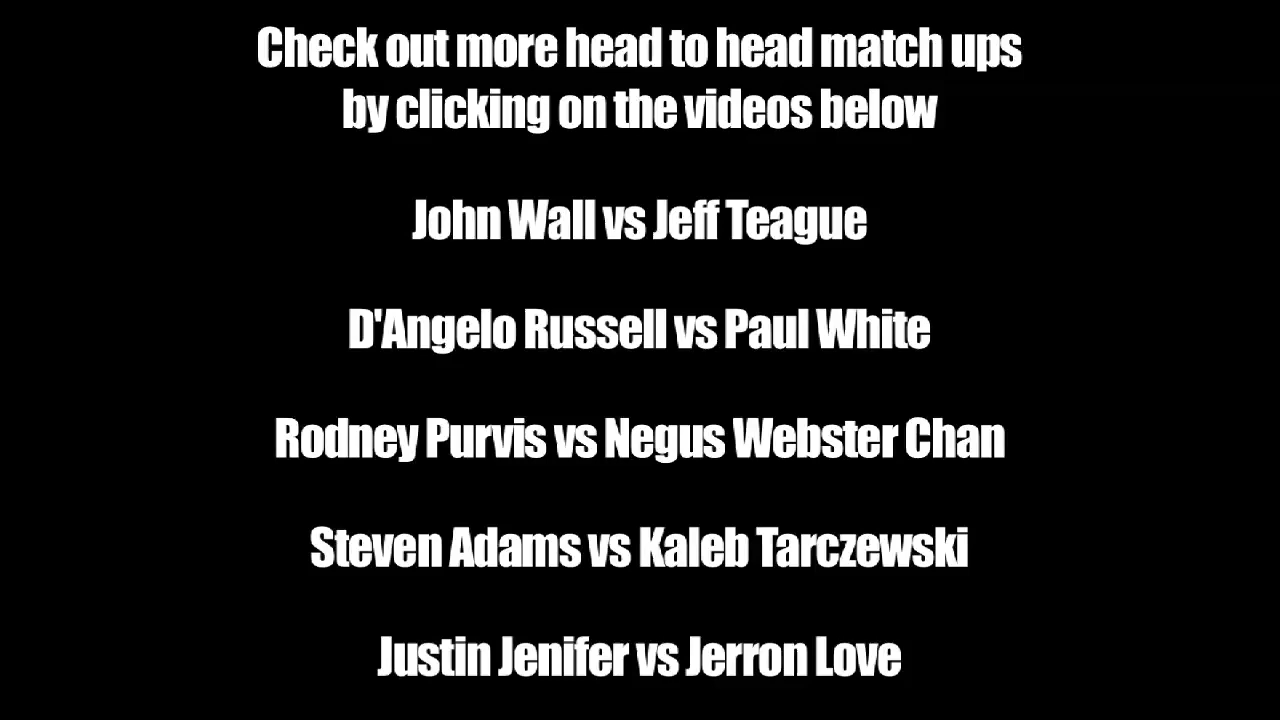 Check out more head to head match ups
by clicking on the videos below
John Wall vs Jeff Teague
D'Angelo Russell vs Paul White
Rodney Purvis vs Negus Webster Chan
Steven Adams vs Kaleb Tarczewski
Justin Jenifer vs Jerron Love